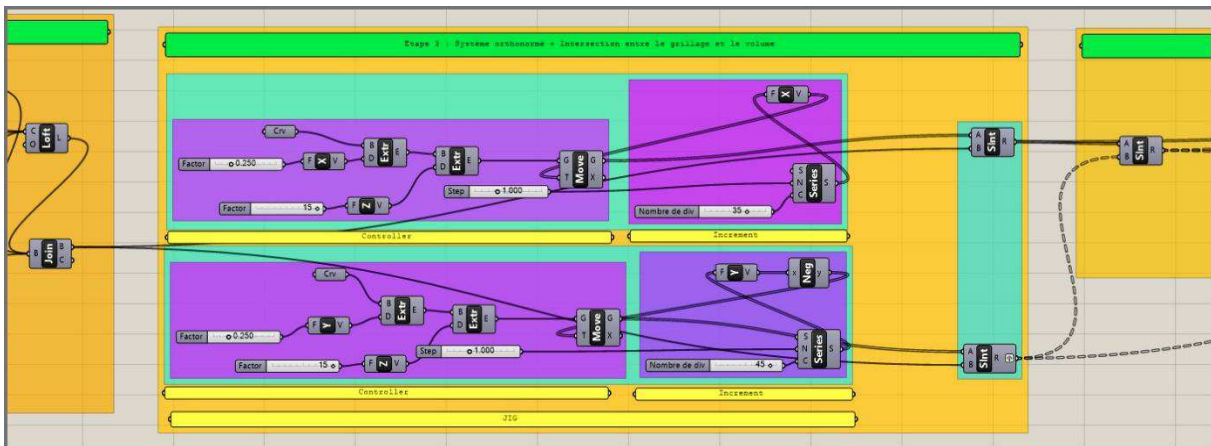 Etape 3 : Système orthonormé + Intersection entre le grillage et le volume
C
O
Loft
L
B
Join
B
C
Crv
Factor
0.250
F
X
V
B
D
Extr
E
B
D
Extr
E
Factor
15
F
Z
V
Step
1.000
G
T
Move
G
X
F
X
V
S
N
C
Series
S
Nombre de div
35
A
B
SInt
R
A
B
SInt
R
Controller
Increment
Crv
Factor
0.250
F
Y
V
B
D
Extr
E
B
D
Extr
E
Factor
15
F
Z
V
Step
1.000
G
T
Move
G
X
F
Y
V
x
Neg
y
S
N
C
Series
S
Nombre de div
45
A
B
SInt
R
Controller
Increment
JIG